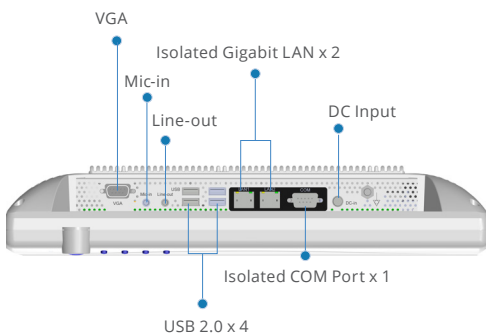 VGA
Isolated Gigabit LAN x 2
Mic-in
Line-out
DC Input
USB
COM
VGA
Mic-in
Line-out
DC-in
Isolated COM Port x 1
USB 2.0 x 4